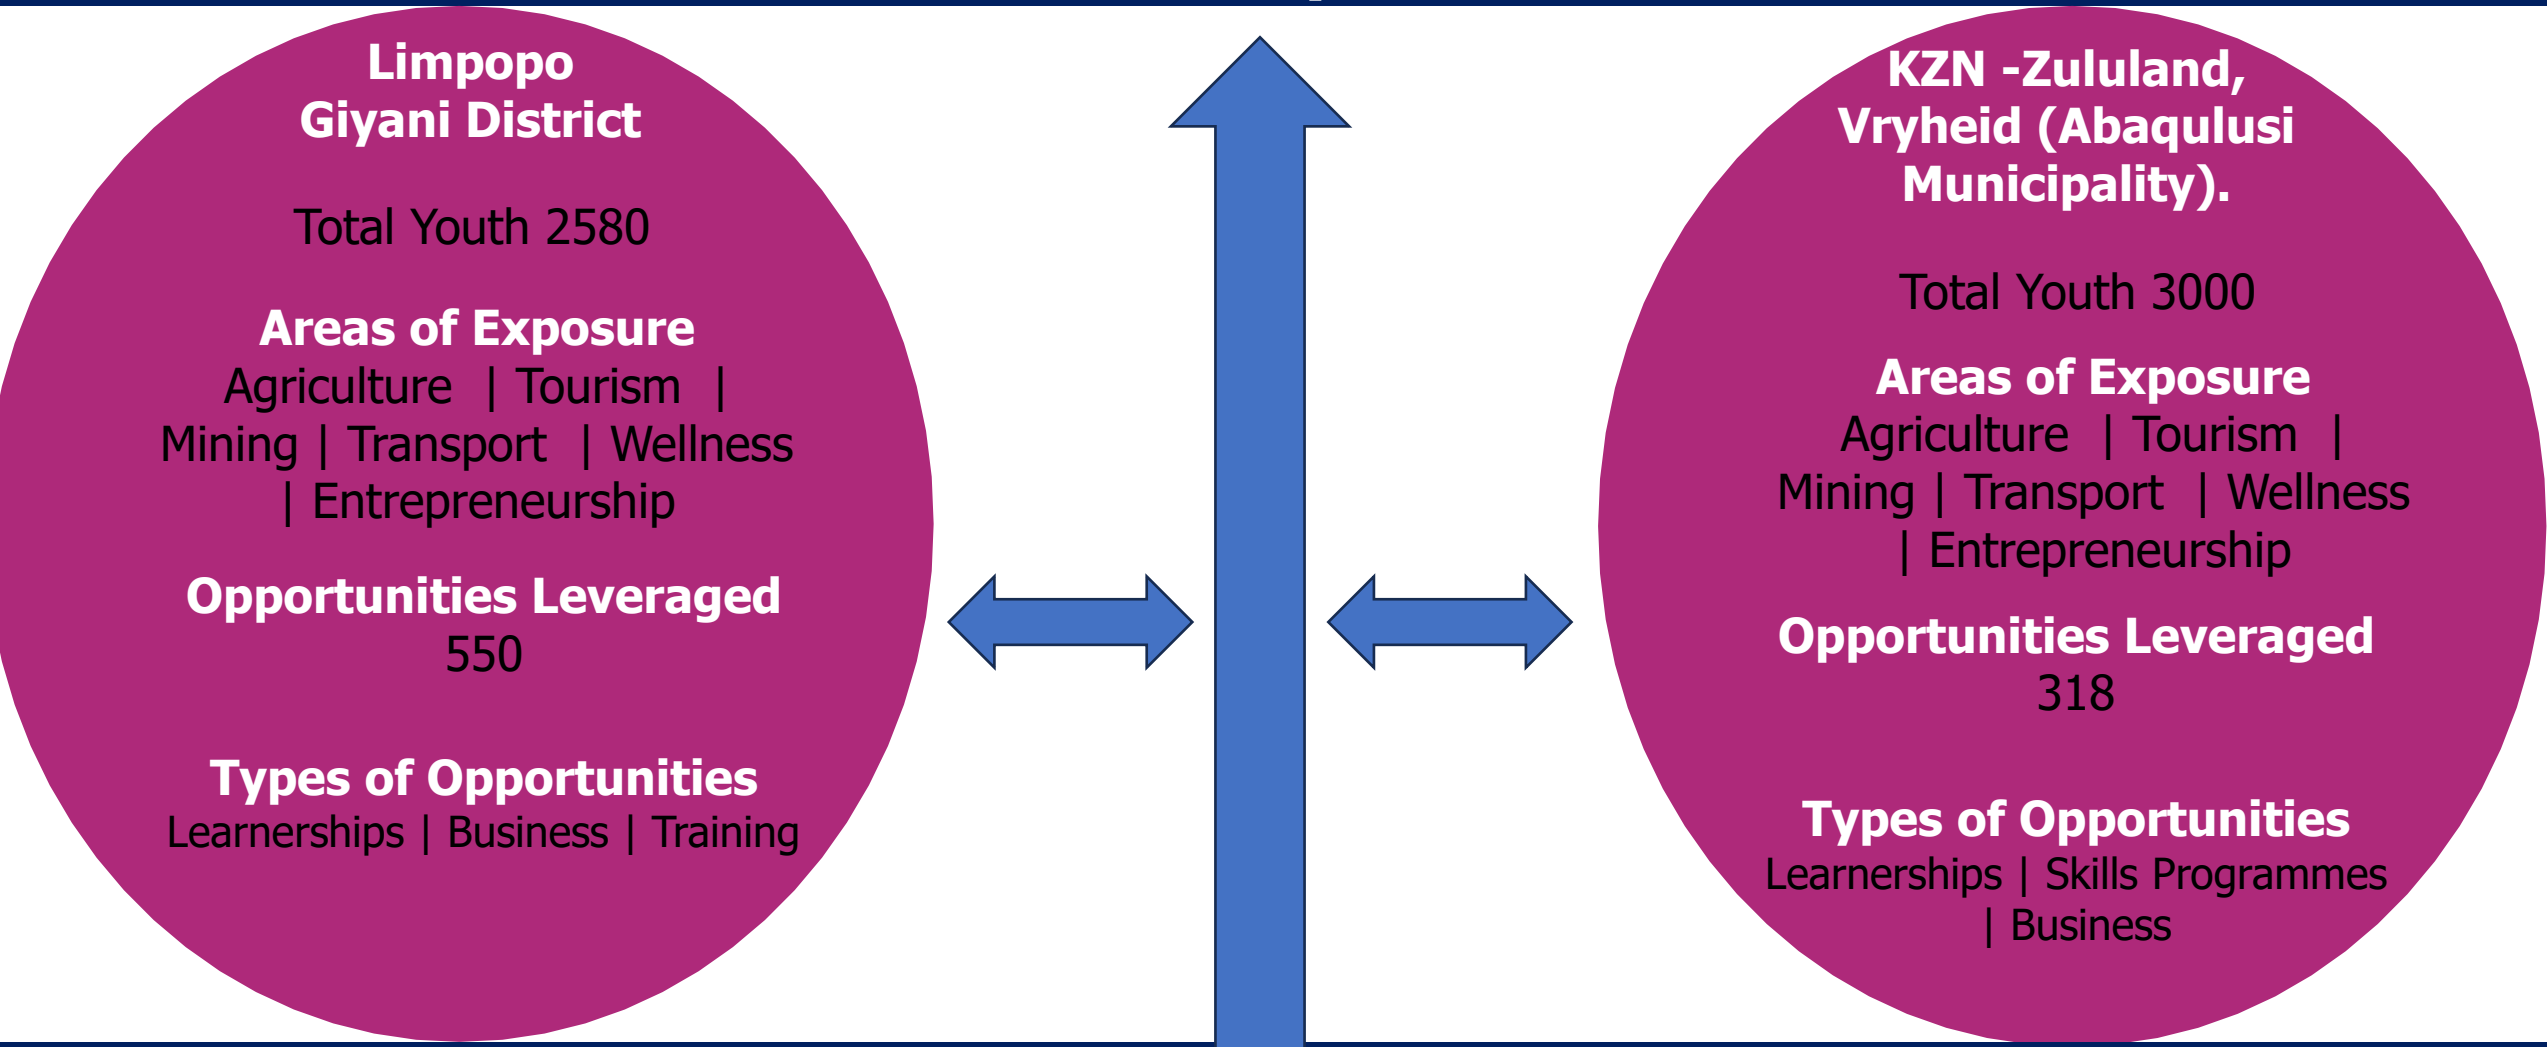 Limpopo
Giyani District
Total Youth 2580
Areas of Exposure
Agriculture | Tourism |
Mining | Transport | Wellness
| Entrepreneurship
Opportunities Leveraged
550
Types of Opportunities
Learnerships | Business | Training
KZN -Zululand,
Vryheid (Abaqulusi
Municipality).
Total Youth 3000
Areas of Exposure
Agriculture | Tourism |
Mining | Transport | Wellness
| Entrepreneurship
Opportunities Leveraged
318
Types of Opportunities
Learnerships | Skills Programmes
| Business